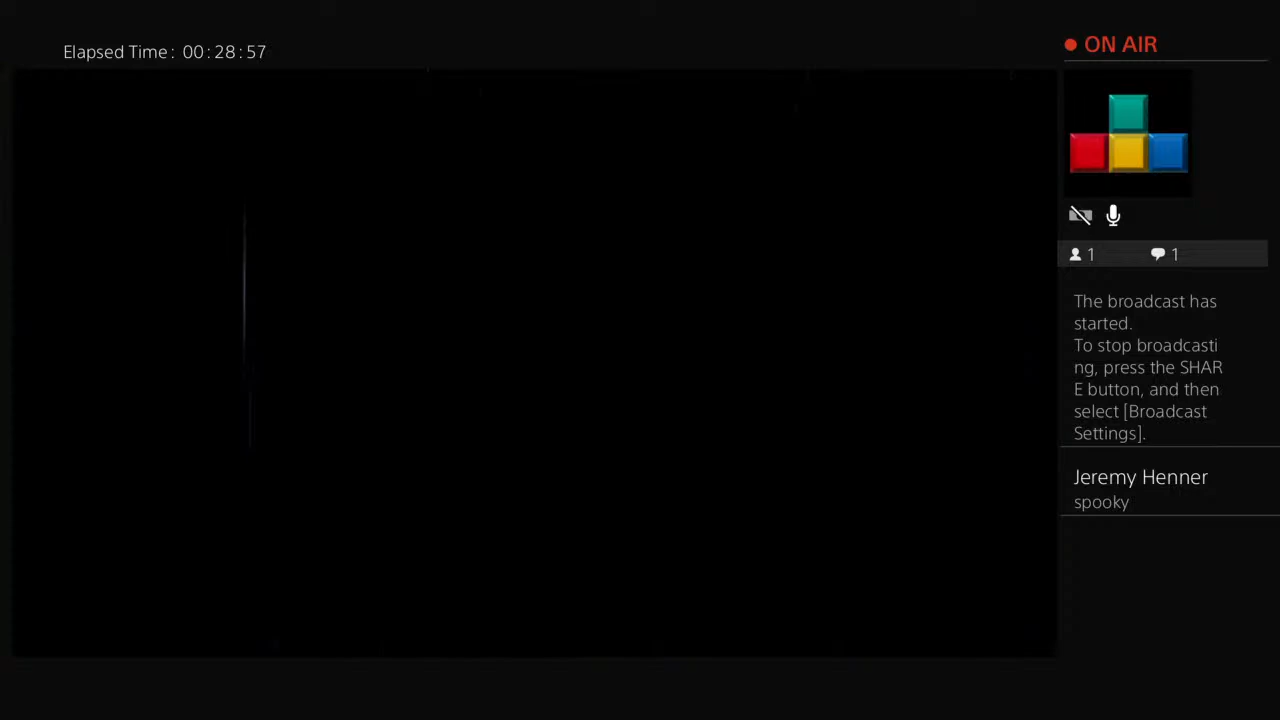 Elapsed Time: 00:28:57
ON AIR
1
1
The broadcast has
started.
To stop broadcasti
ng, press the SHAR
E button, and then
select [Broadcast
Settings].
Jeremy Henner
spooky